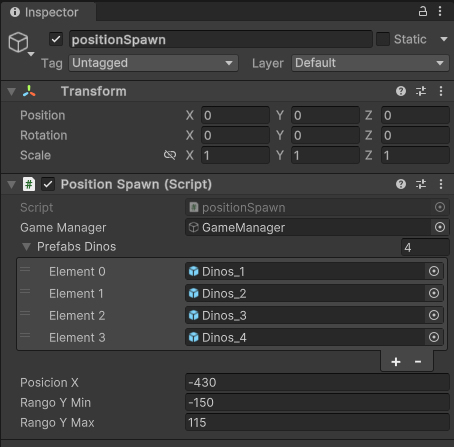 Inspector
positionSpawn Static
Tag Untagged Layer Default
Transform
Position X 0 Y 0 Z 0
Rotation X 0 Y 0 Z 0
Scale X 1 Y 1 Z 1
# Position Spawn (Script)
Script # positionSpawn
Game Manager GameManager
Prefabs Dinos 4
Element 0 Dinos_1
Element 1 Dinos_2
Element 2 Dinos_3
Element 3 Dinos_4
+ -
Posicion X -430
Rango Y Min -150
Rango Y Max 115